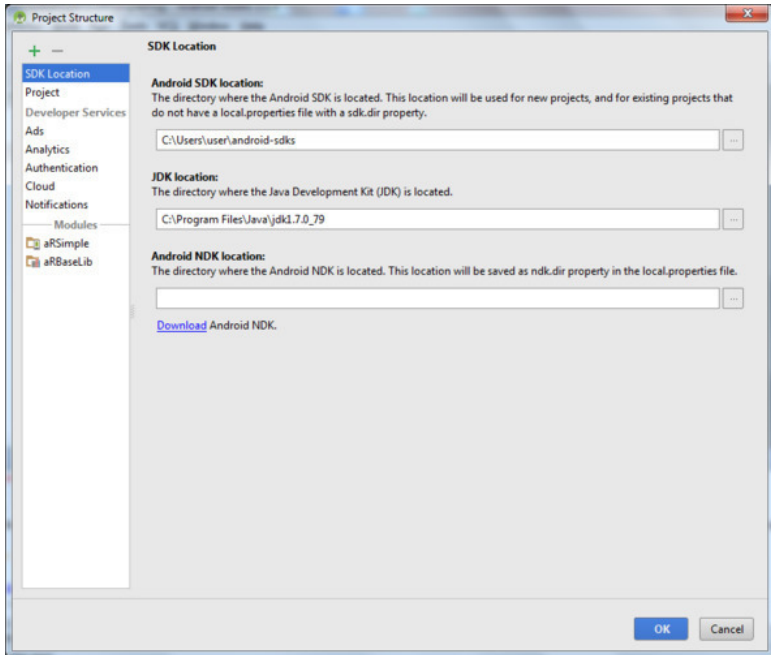 Project Structure
SDK Location
Project
Developer Services
Ads
Analytics
Authentication
Cloud
Notifications
Modules
aRSimple
aRBaseLib
SDK Location
Android SDK location:
The directory where the Android SDK is located. This location will be used for new projects, and for existing projects that
do not have a local.properties file with a sdk.dir property.
C:\Users\user\android-sdks
...
JDK location:
The directory where the Java Development Kit (JDK) is located.
C:\Program Files\Java\jdk1.7.0_79
...
Android NDK location:
The directory where the Android NDK is located. This location will be saved as ndk.dir property in the local.properties file.
...
Download Android NDK.
OK
Cancel